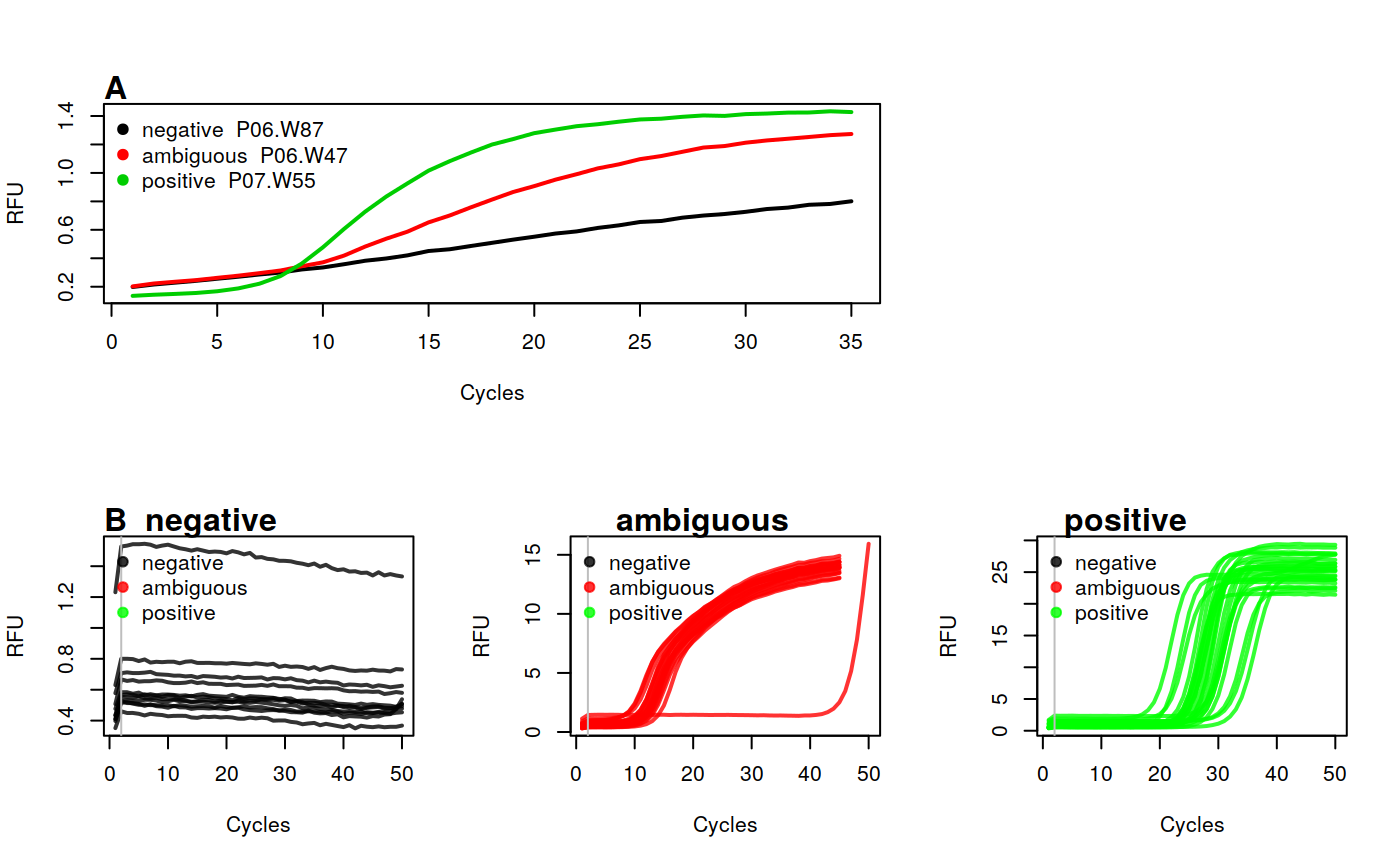 A
RFU
1.4
1.0
0.6
0.2
negative P06.W87
ambiguous P06.W47
positive P07.W55
0 5 10 15 20 25 30 35
Cycles
B negative
RFU
1.2
0.8
0.4
negative
ambiguous
positive
0 10 20 30 40 50
Cycles
ambiguous
RFU
15
10
5
0
negative
ambiguous
positive
0 10 20 30 40 50
Cycles
positive
RFU
25
15
5
0
negative
ambiguous
positive
0 10 20 30 40 50
Cycles